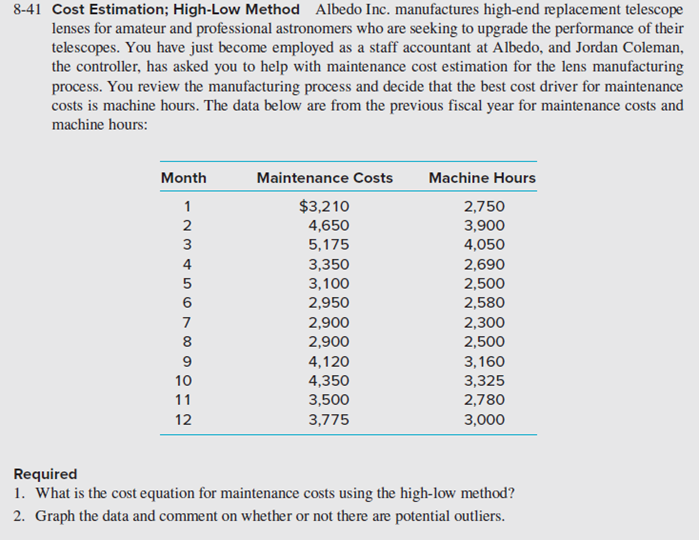 8-41 Cost Estimation; High-Low Method Albedo Inc. manufactures high-end replacement telescope
lenses for amateur and professional astronomers who are seeking to upgrade the performance of their
telescopes. You have just become employed as a staff accountant at Albedo, and Jordan Coleman,
the controller, has asked you to help with maintenance cost estimation for the lens manufacturing
process. You review the manufacturing process and decide that the best cost driver for maintenance
costs is machine hours. The data below are from the previous fiscal year for maintenance costs and
machine hours:
Month Maintenance Costs Machine Hours
1 $3,210 2,750
2 4,650 3,900
3 5,175 4,050
4 3,350 2,690
5 3,100 2,500
6 2,950 2,580
7 2,900 2,300
8 2,900 2,500
9 4,120 3,160
10 4,350 3,325
11 3,500 2,780
12 3,775 3,000
Required
1. What is the cost equation for maintenance costs using the high-low method?
2. Graph the data and comment on whether or not there are potential outliers.